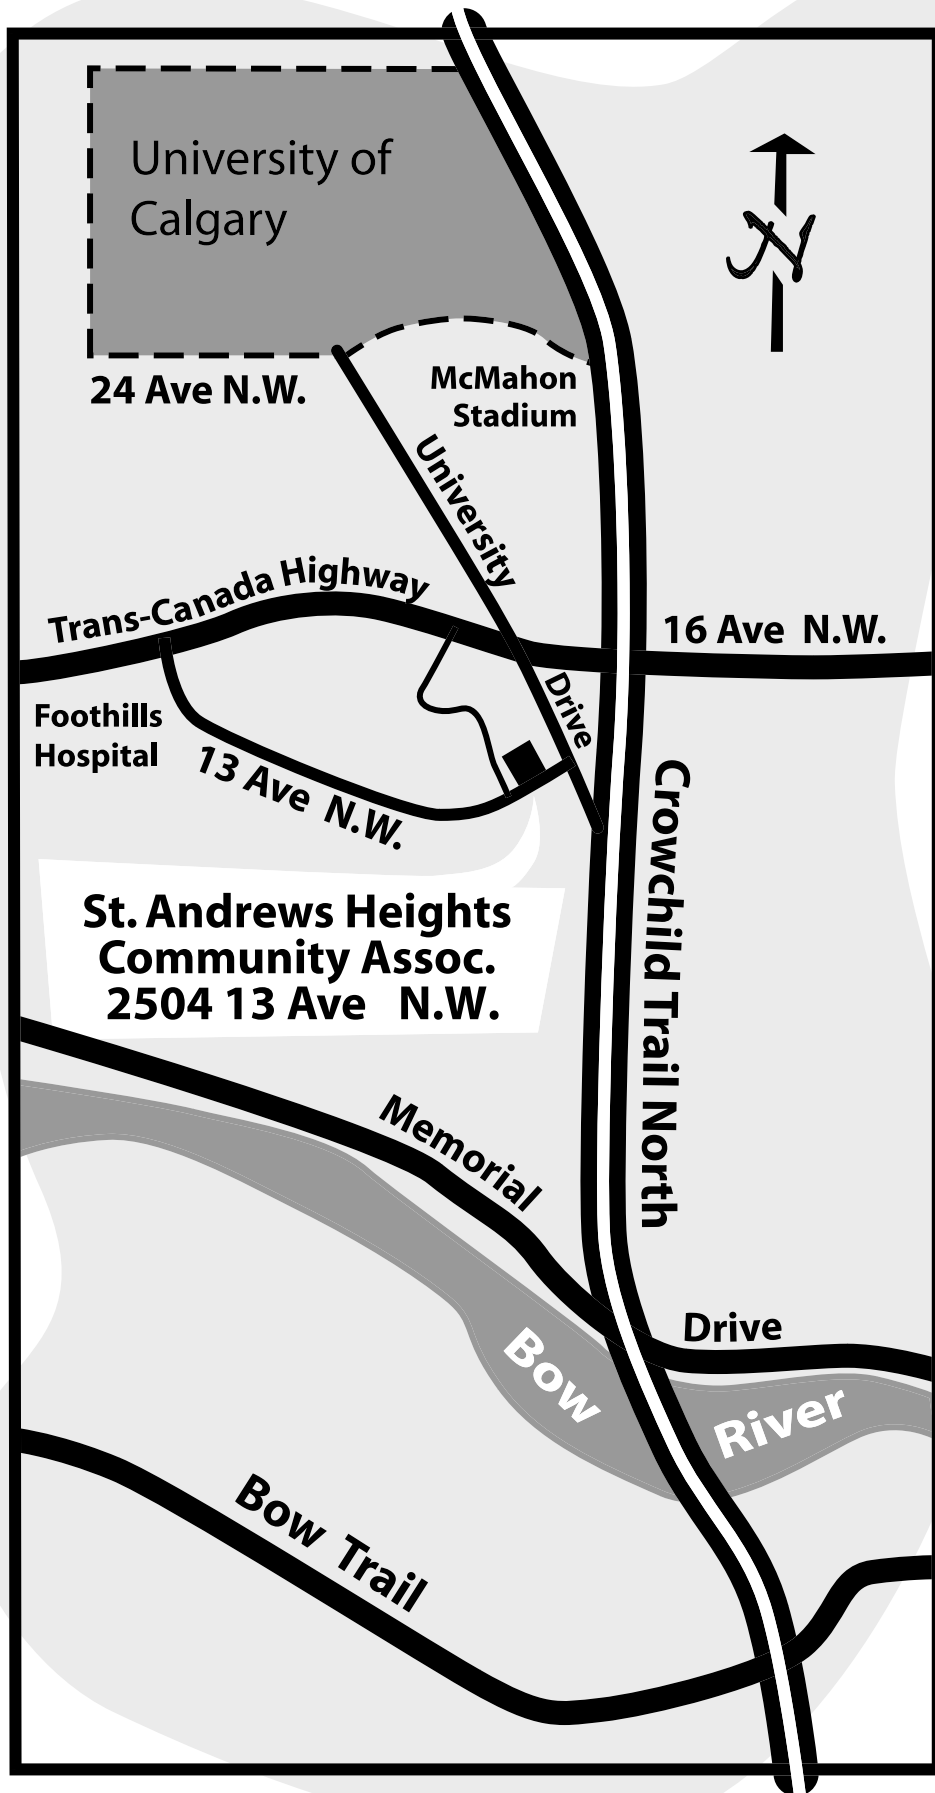 University of
Calgary
N
24 Ave N.W.
McMahon
Stadium
University
Drive
Trans-Canada Highway
16 Ave N.W.
Foothills
Hospital
13 Ave N.W.
Crowchild Trail North
St. Andrews Heights
Community Assoc.
2504 13 Ave N.W.
Memorial
Drive
Bow
River
Bow Trail